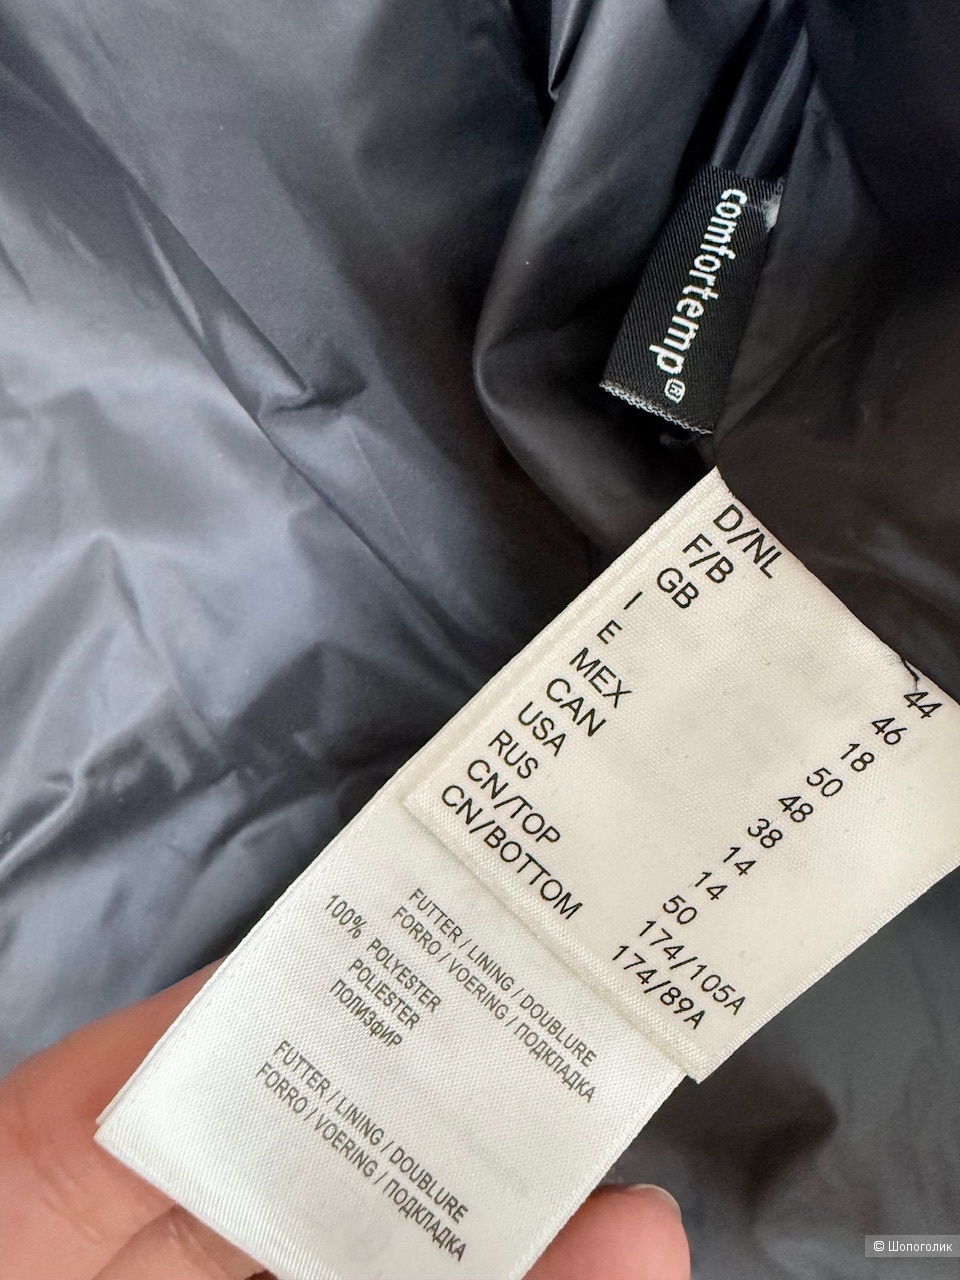 comfortemp®
D/NL 44
F/B 46
GB 18
I 50
E 48
MEX 38
CAN 14
USA 14
RUS 50
CN/TOP 174/105A
CN/BOTTOM 174/89A
FUTTER / LINING / DOUBLURE
FORRO / VOERING / ПОДКЛАДКА
100% POLYESTER
POLIESTER
ПОЛИЭФИР
FUTTER / LINING / DOUBLURE
FORRO / VOERING / ПОДКЛАДКА
© Шопоголик